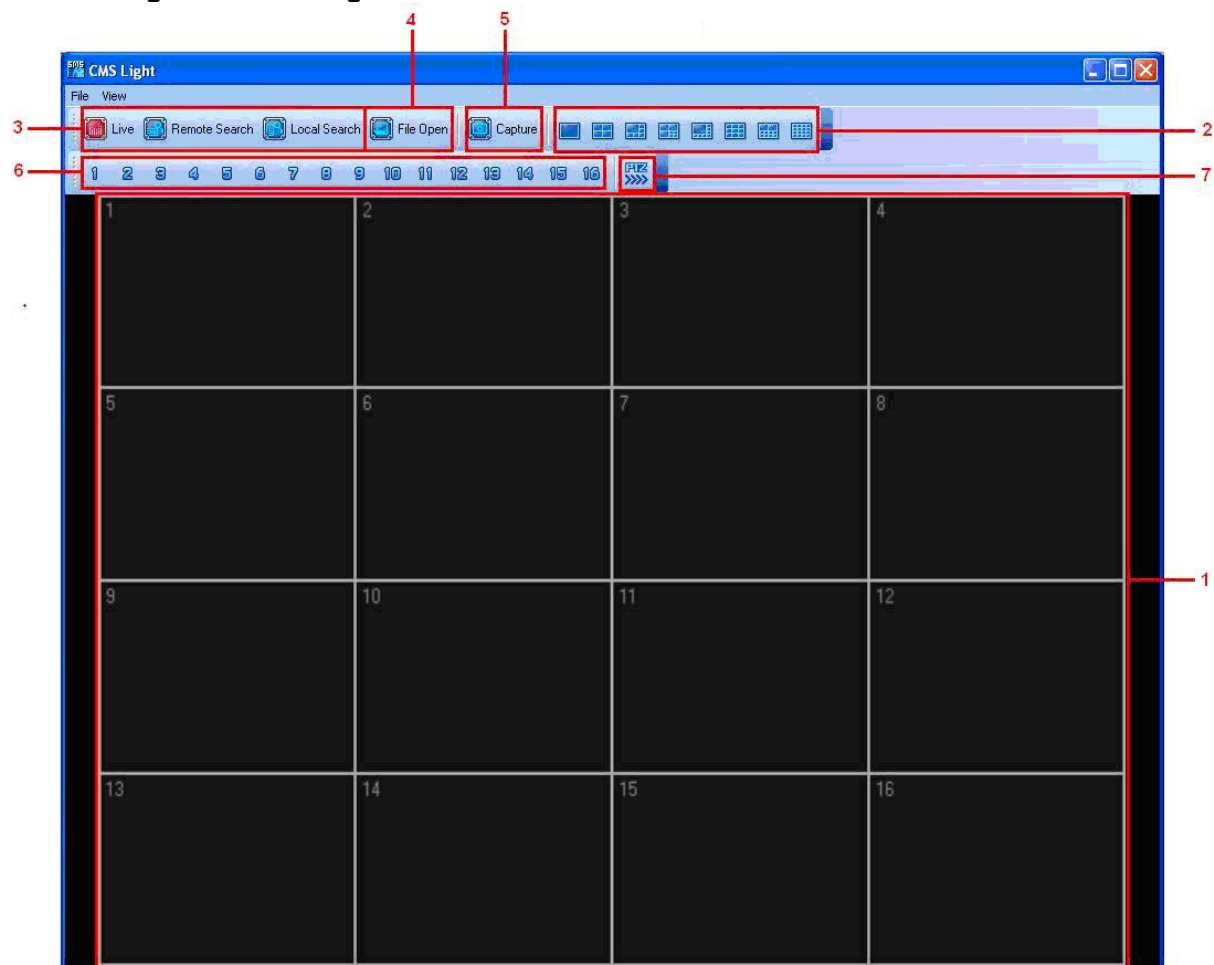 4 5
SMS CMS Light
File View
3 Live Remote Search Local Search File Open Capture 2
6 1 2 3 4 5 6 7 8 9 10 11 12 13 14 15 16 PTZ 7
1 2 3 4
5 6 7 8
1
9 10 11 12
13 14 15 16